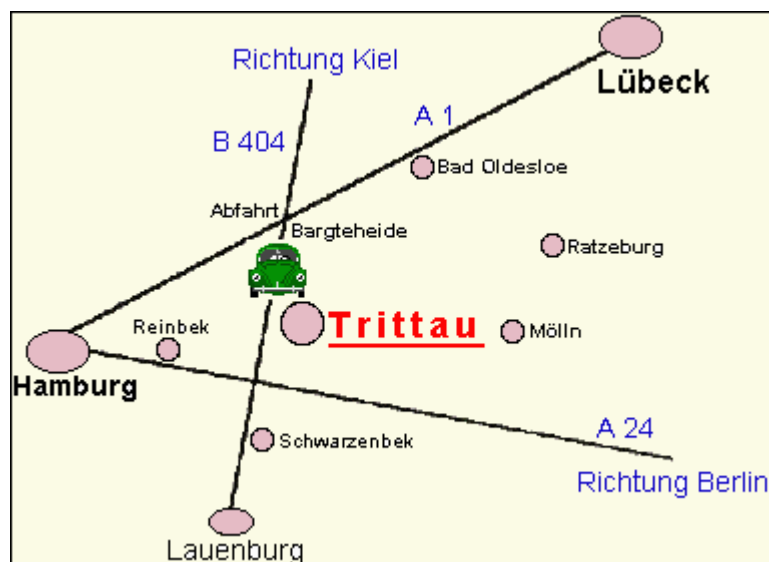 Richtung Kiel
Lübeck
A 1
B 404
Bad Oldesloe
Abfahrt
Bargteheide
Ratzeburg
Trittau
Reinbek
Mölln
Hamburg
A 24
Schwarzenbek
Richtung Berlin
Lauenburg